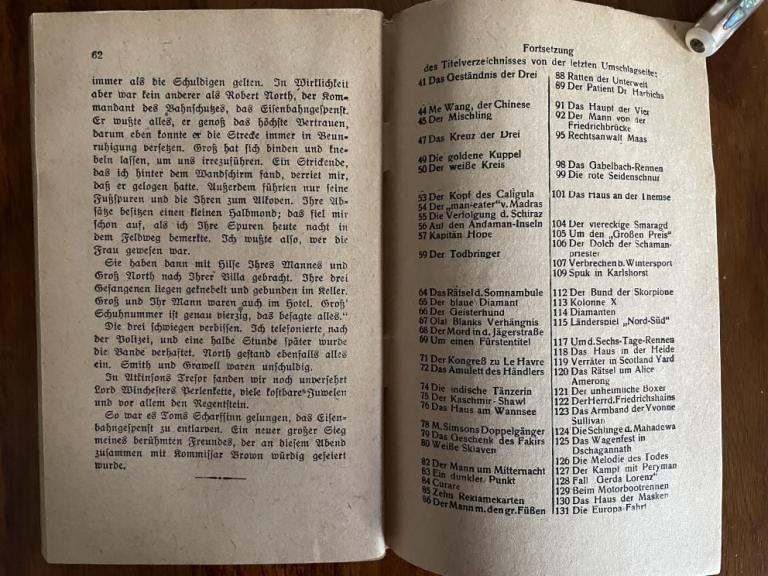 62
immer als die Schuldigen gelten. In Wirklichkeit
aber war kein anderer als Robert North, der Kom-
mandant des Bahnschutzes, das Eisenbahngespenst.
Er wußte alles, er genoß das höchste Vertrauen,
darum eben konnte er die Strecke immer in Beun-
ruhigung versetzen. Groß hat sich binden und kne-
beln lassen, um uns irrezuführen. Ein Strickende,
das ich hinter dem Wandschirm fand, verriet mir,
daß er gelogen hatte. Außerdem führten nur seine
Fußspuren und die Ihren zum Alkoven. Ihre Ab-
sätze besitzen einen kleinen Halbmond; das fiel mir
schon auf, als ich Ihre Spuren heute nacht in
dem Feldweg bemerkte. Ich wußte also, wer die
Frau gewesen war.
Sie haben dann mit Hilfe Ihres Mannes und
Groß North nach Ihrer Villa gebracht. Ihre drei
Gefangenen liegen geknebelt und gebunden im Keller.
Groß und Ihr Mann waren auch im Hotel. Groß'
Schuhnummer ist genau vierzig, das besagte alles.“
Die drei schwiegen verbissen. Ich telefonierte nach
der Polizei, und eine halbe Stunde später wurde
die Bande verhaftet. North gestand ebenfalls alles
ein. Smith und Grawell waren unschuldig.
In Atkinsons Tresor fanden wir noch unversehrt
Lord Winchesters Perlenkette, viele kostbare Juwelen
und vor allem den Regentstein.
So war es Toms Scharfsinn gelungen, das Eisen-
bahngespenst zu entlarven. Ein neuer großer Sieg
meines berühmten Freundes, der an diesem Abend
zusammen mit Kommissar Brown würdig gefeiert
wurde.
Fortsetzung
des Titelverzeichnisses von der letzten Umschlagseite:
41 Das Geständnis der Drei
44 Me Wang, der Chinese
45 Der Mischling
47 Das Kreuz der Drei
49 Die goldene Kuppel
50 Der weiße Kreis
53 Der Kopf des Caligula
54 Der „man-eater“ v. Madras
55 Die Verfolgung d. Schiraz
56 Auf den Andaman-Inseln
57 Kapitän Hope
59 Der Todbringer
64 Das Rätsel d. Somnambule
65 Der blaue Diamant
66 Der Geisterhund
67 Olaf Blanks Verhängnis
68 Der Mord in d. Jägerstraße
69 Um einen Fürstentitel
71 Der Kongreß zu Le Havre
72 Das Amulett des Händlers
74 Die indische Tänzerin
75 Der Kaschmir-Shawl
76 Das Haus am Wannsee
78 M. Simsons Doppelgänger
79 Das Geschenk des Fakirs
80 Weiße Sklaven
82 Der Mann um Mitternacht
83 Ein dunkler Punkt
84 Curare
85 Zehn Reklamekarten
86 Der Mann m. den gr. Füßen
88 Ratten der Unterwelt
89 Der Patient Dr Harbichs
91 Das Haupt der Vier
92 Der Mann von der
Friedrichbrücke
95 Rechtsanwalt Maas
98 Das Gabelbach-Rennen
99 Die rote Seidenschnur
101 Das Haus an der Themse
104 Der viereckige Smaragd
105 Um den „Großen Preis“
106 Der Dolch der Schaman-
priester
107 Verbrechen b. Wintersport
109 Spuk in Karlshorst
112 Der Bund der Skorpione
113 Kolonne X
114 Diamanten
115 Länderspiel „Nord-Süd“
117 Um d. Sechs-Tage-Rennen
118 Das Haus in der Heide
119 Verräter in Scotland Yard
120 Das Rätsel um Alice
Amerong
121 Der unheimliche Boxer
122 Der Herr d. Friedrichshains
123 Das Armband der Yvonne
Sullivan
124 Die Schlinge d. Mahadewa
125 Das Wagenfest in
Dschagannath
126 Die Melodie des Todes
127 Der Kampf mit Peryman
128 Fall „Gerda Lorenz“
129 Beim Motorbootrennen
130 Das Haus der Masken
131 Die Europa-Fahrt